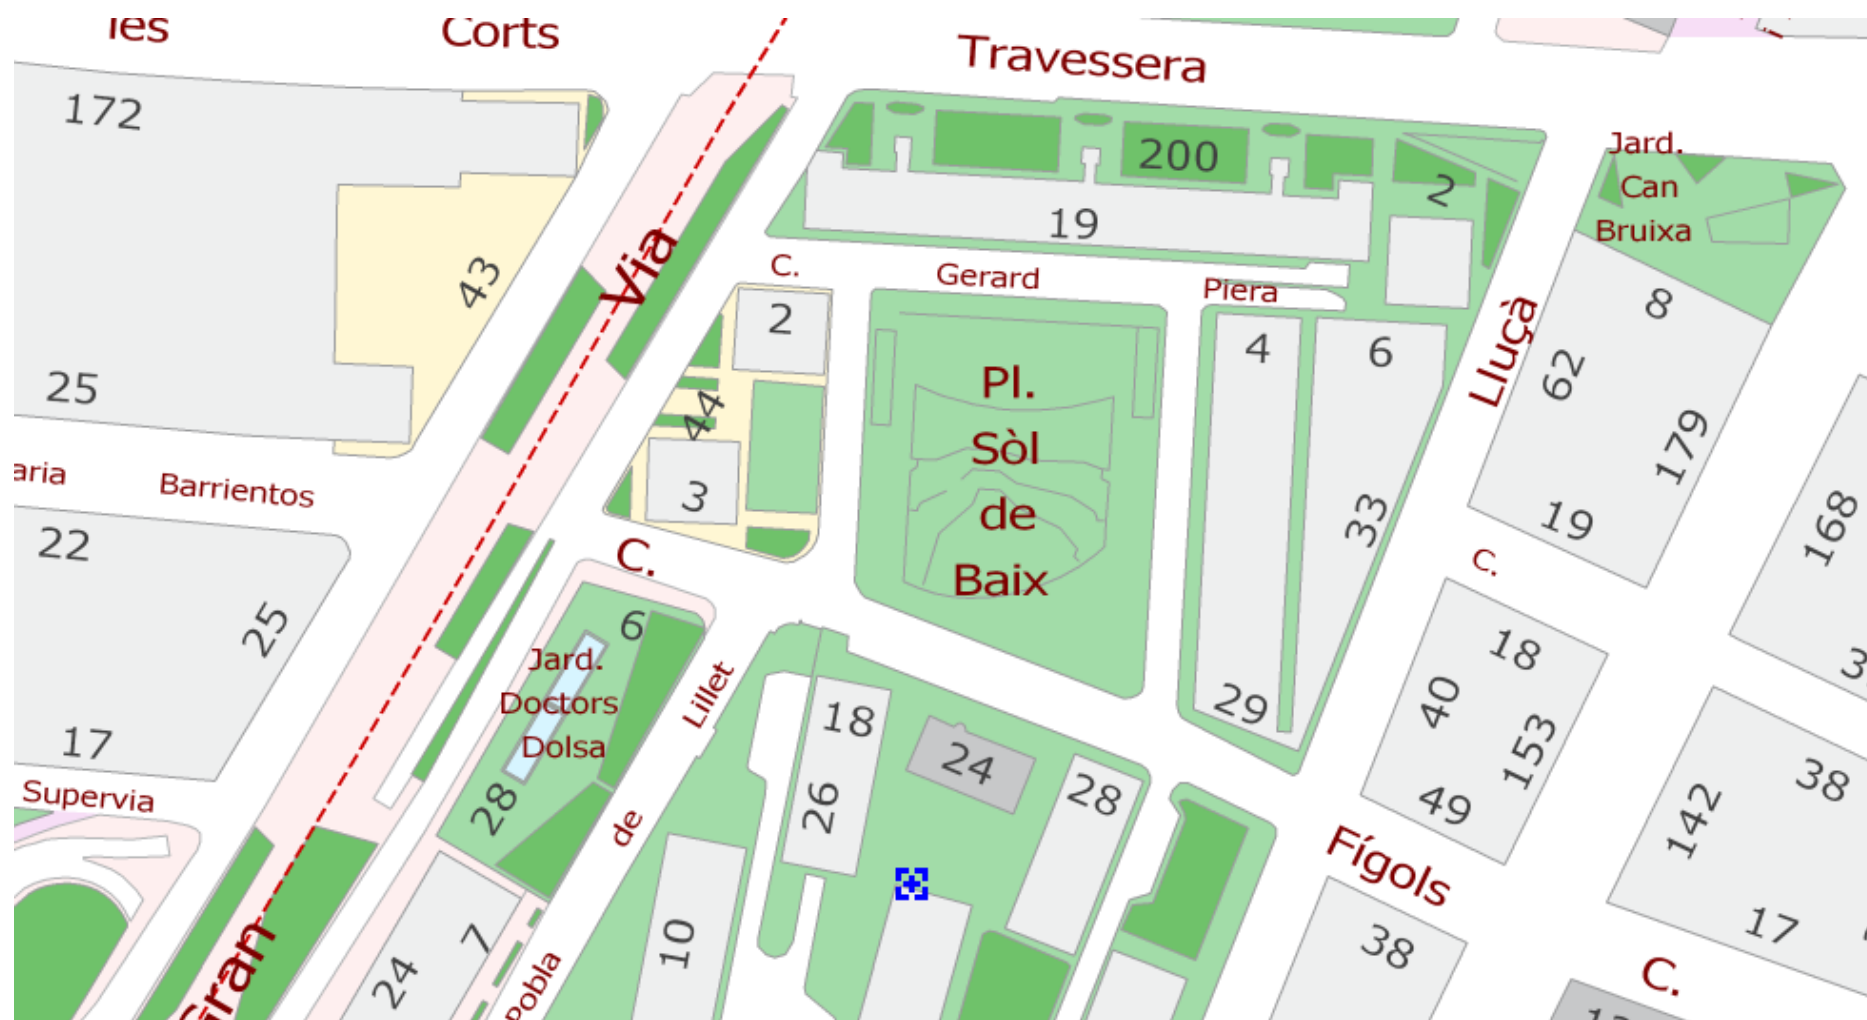 les Corts
Travessera
172
200
2
Jard.
Can
Bruixa
19
Via
C. Gerard Piera
43
2
4
6
8
Lluçà
62
Pl.
Sòl
de
Baix
25
44
179
aria Barrientos
3
33
19
168
22
C.
C.
25
6
Jard.
Doctors
Dolsa
18
Lillet
40
29
18
17
24
153
38
Supervia
28
26
28
49
142
de
Fígols
10
7
17
38
Gran
24
Pobla
C.